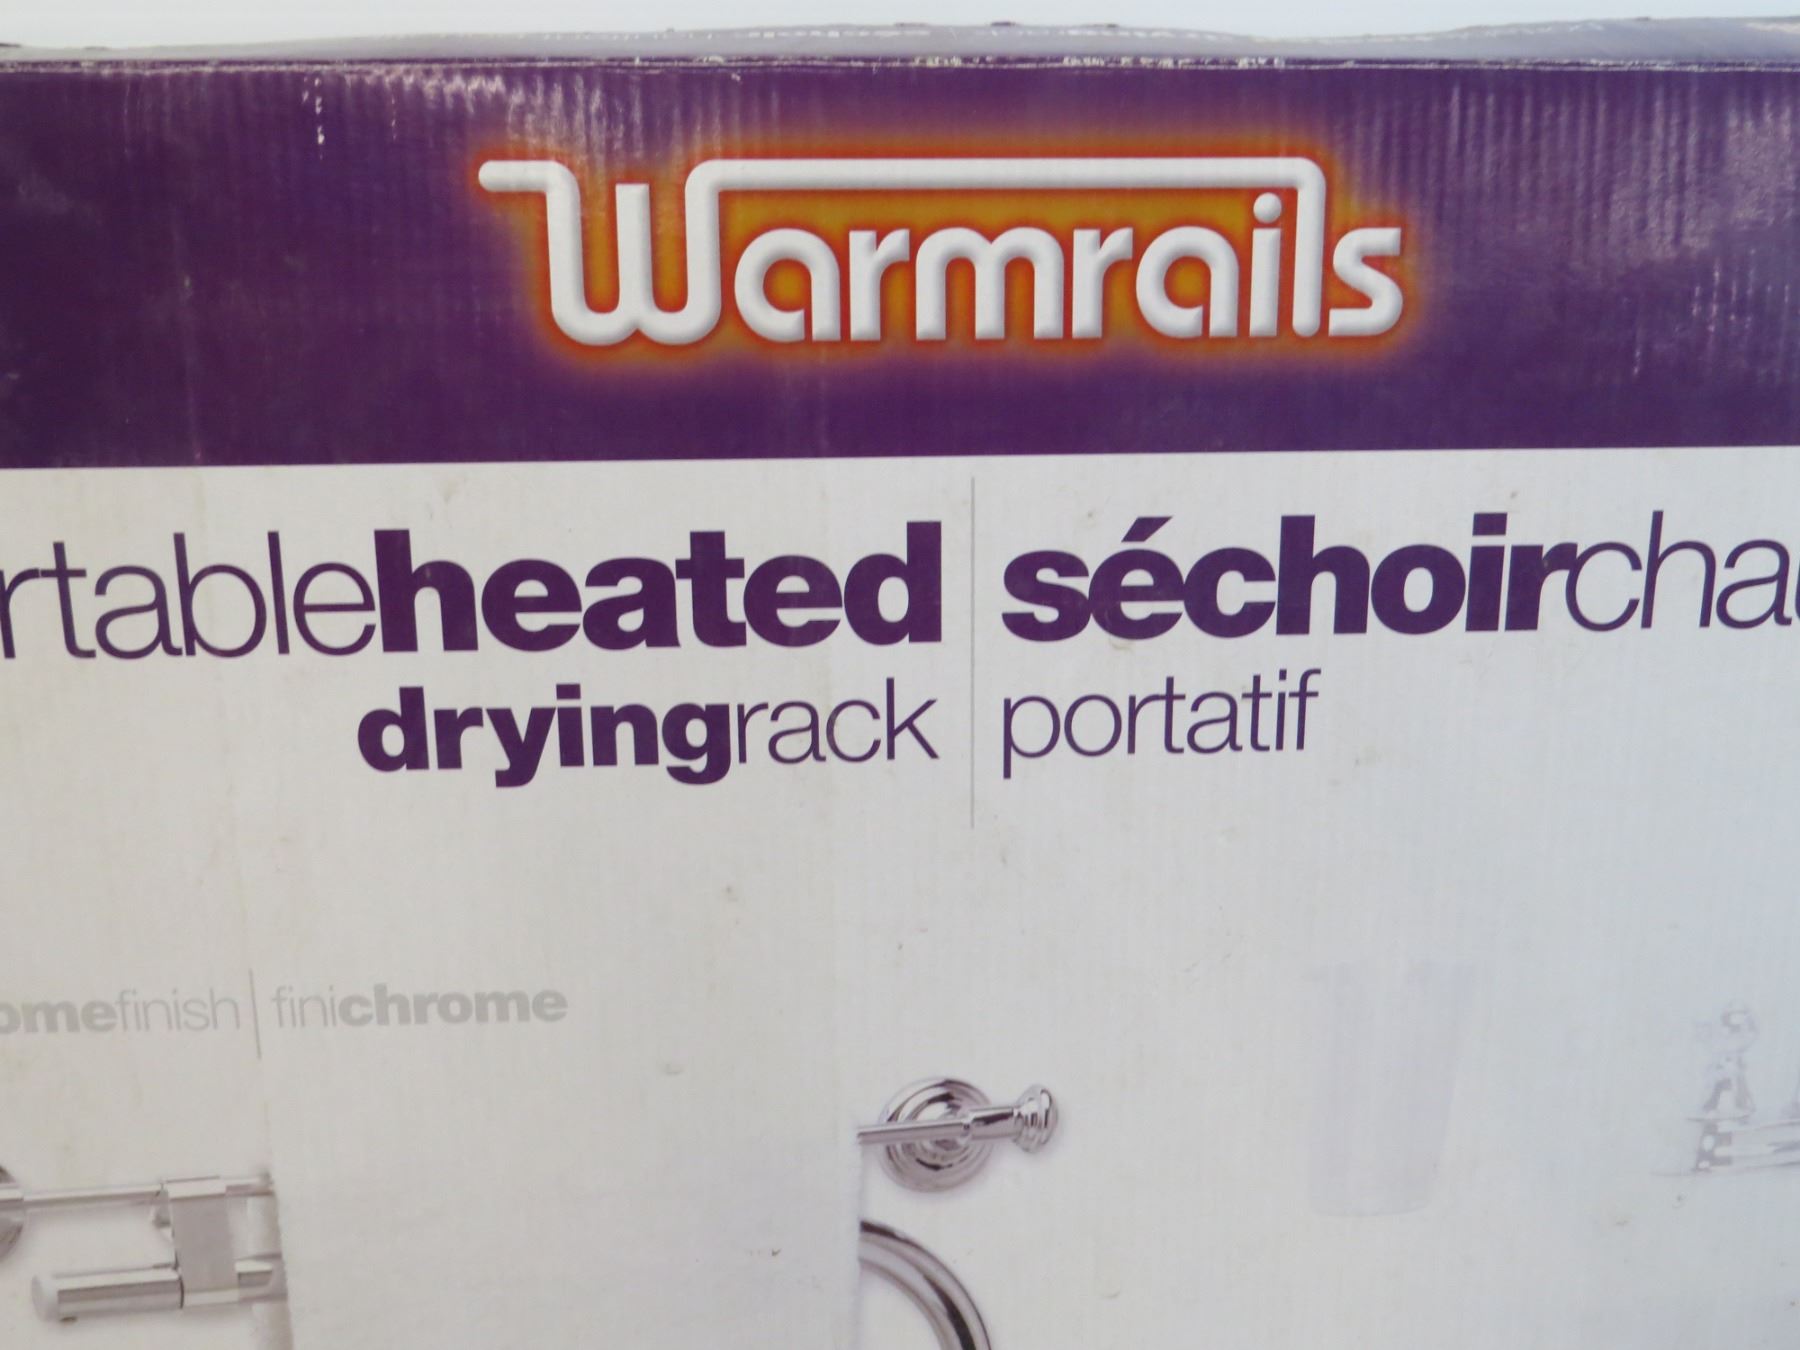 Warmrails
rtableheated
dryingrack
séchoircha
portatif
omefinish | finichrome